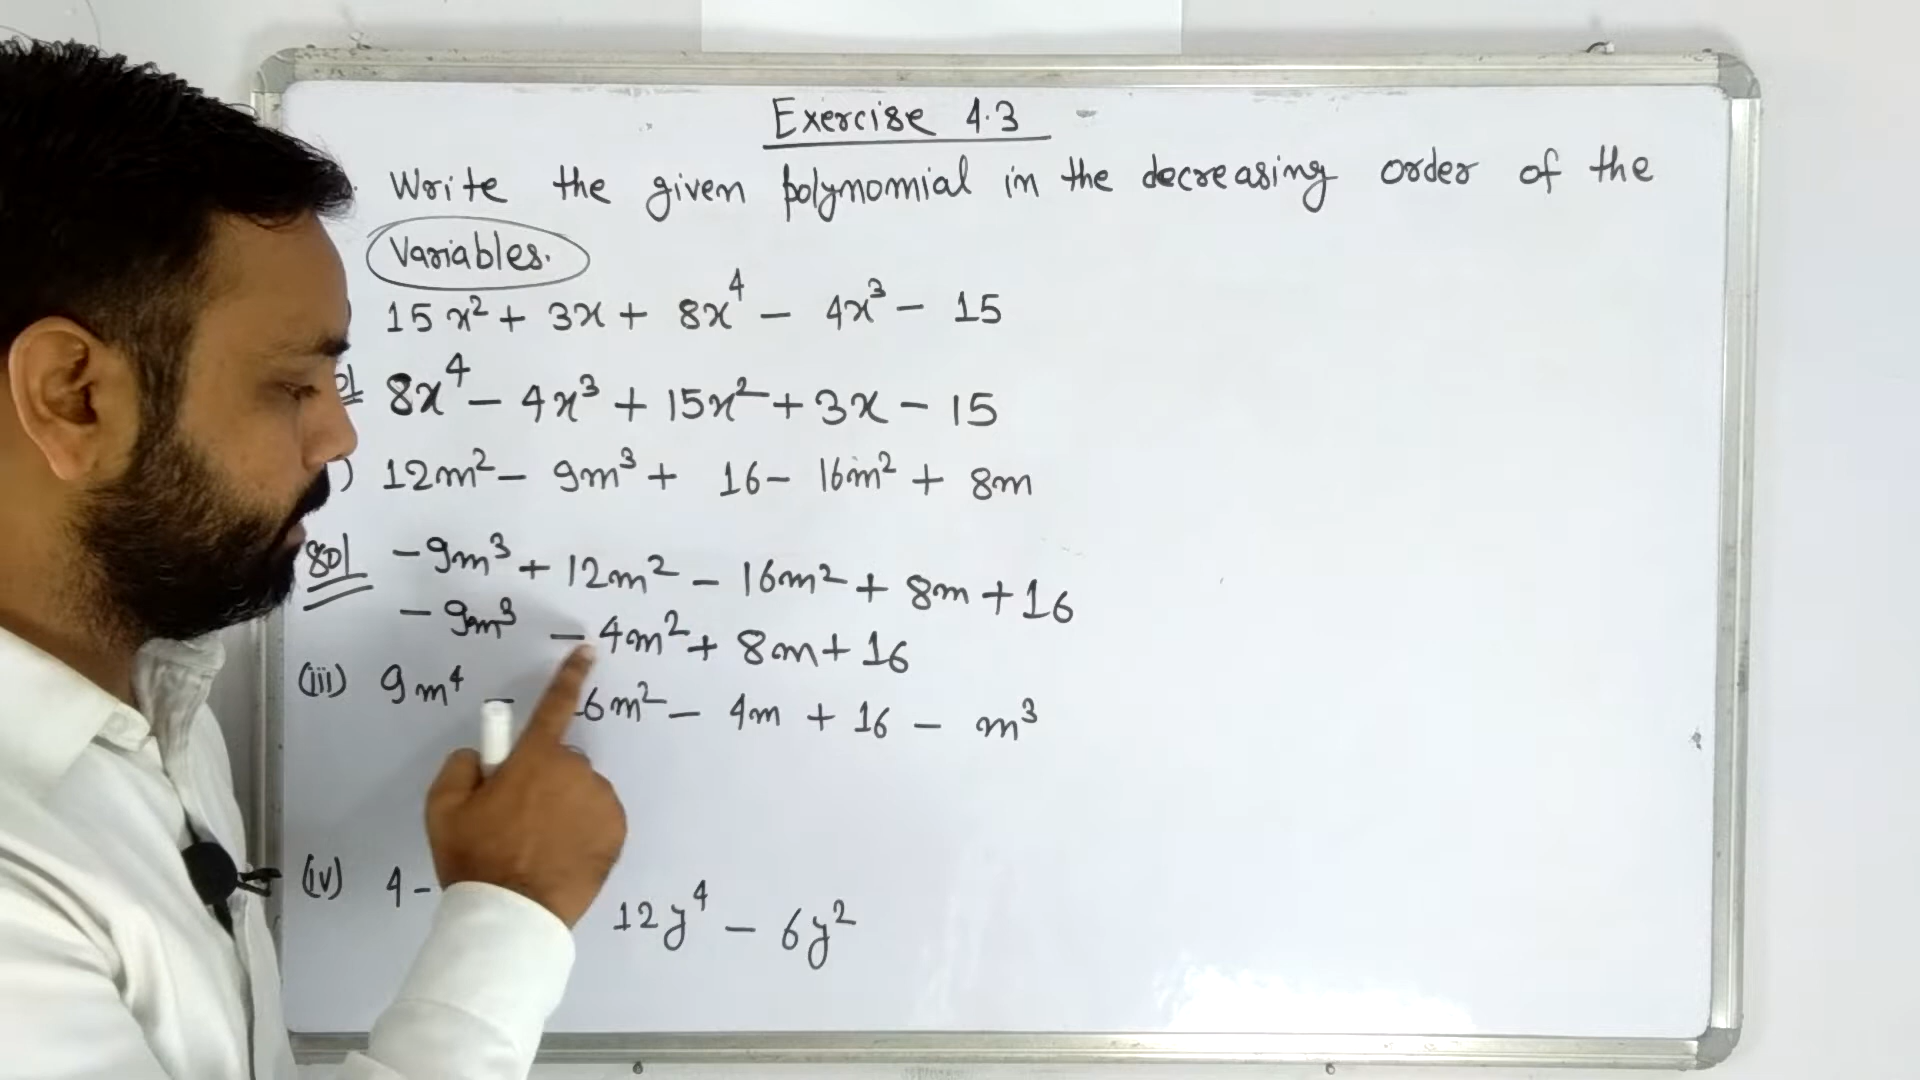 Exercise 4.3
Write the given polynomial in the decreasing order of the
Variables.
15x² + 3x + 8x⁴ - 4x³ - 15
8x⁴ - 4x³ + 15x² + 3x - 15
) 12m² - 9m³ + 16 - 16m² + 8m
Sol - 9m³ + 12m² - 16m² + 8m + 16
- 9m³ - 4m² + 8m + 16
(iii) 9m⁴ - 6m² - 4m + 16 - m³
(iv) 4 - 12y⁴ - 6y²